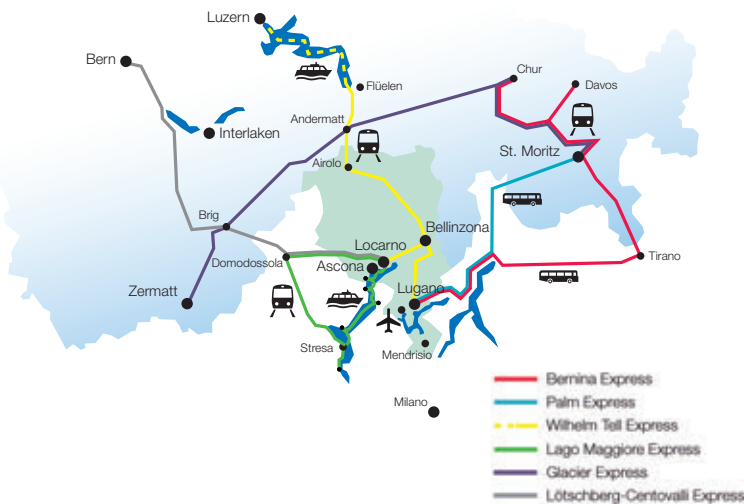 Luzern
Bern
Flüelen
Chur
Davos
Andermatt
Interlaken
Airolo
St. Moritz
Brig
Bellinzona
Locarno
Domodossola
Ascona
Tirano
Zermatt
Lugano
Stresa
Mendrisio
Milano
Bernina Express
Palm Express
Wilhelm Tell Express
Lago Maggiore Express
Glacier Express
Lötschberg-Centovalli Express